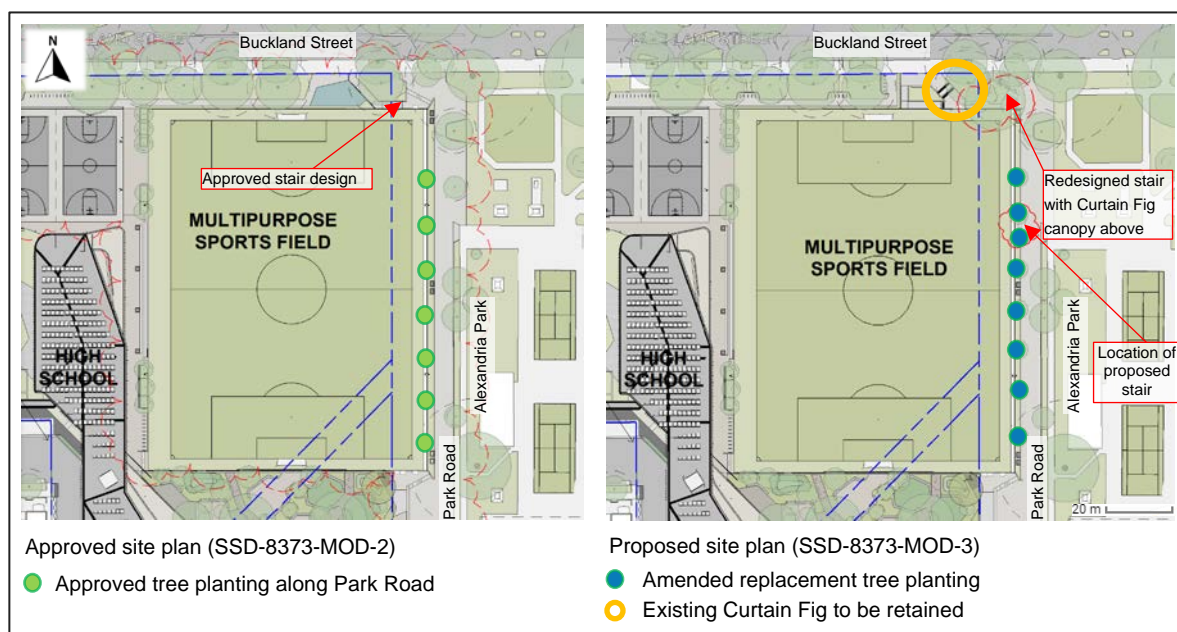 N
Buckland Street
Approved stair design
MULTIPURPOSE
SPORTS FIELD
HIGH
SCHOOL
Alexandria Park
Park Road
Approved site plan (SSD-8373-MOD-2)
Approved tree planting along Park Road
Buckland Street
Redesigned stair
with Curtain Fig
canopy above
MULTIPURPOSE
SPORTS FIELD
HIGH
SCHOOL
Alexandria Park
Location of
proposed
stair
Park Road
20 m
Proposed site plan (SSD-8373-MOD-3)
Amended replacement tree planting
Existing Curtain Fig to be retained